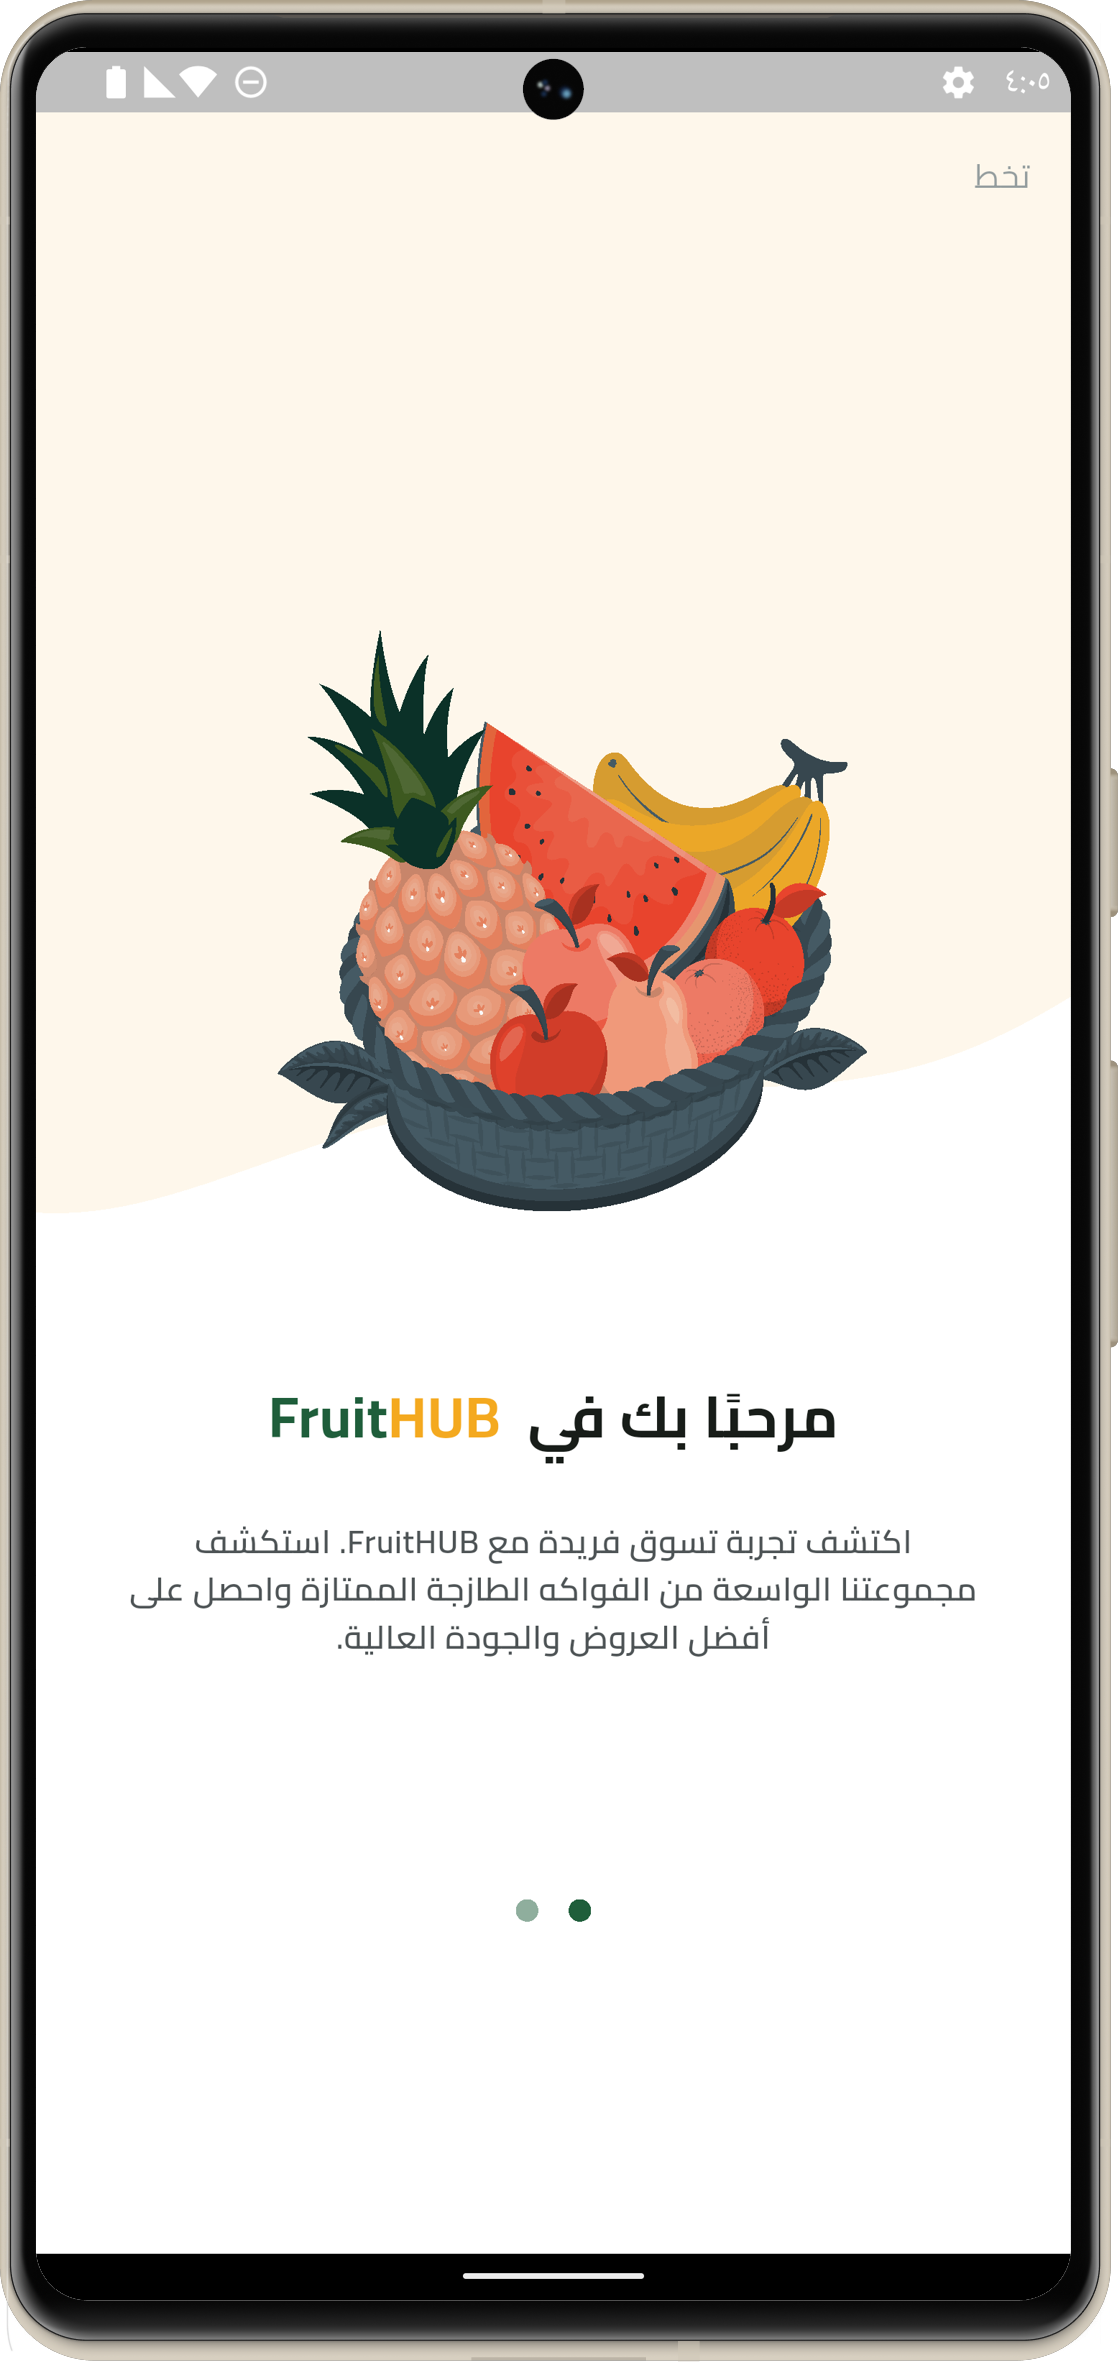 ٤:٠٥
تخط
مرحبًا بك في FruitHUB
اكتشف تجربة تسوق فريدة مع FruitHUB. استكشف
مجموعتنا الواسعة من الفواكه الطازجة الممتازة واحصل على
أفضل العروض والجودة العالية.